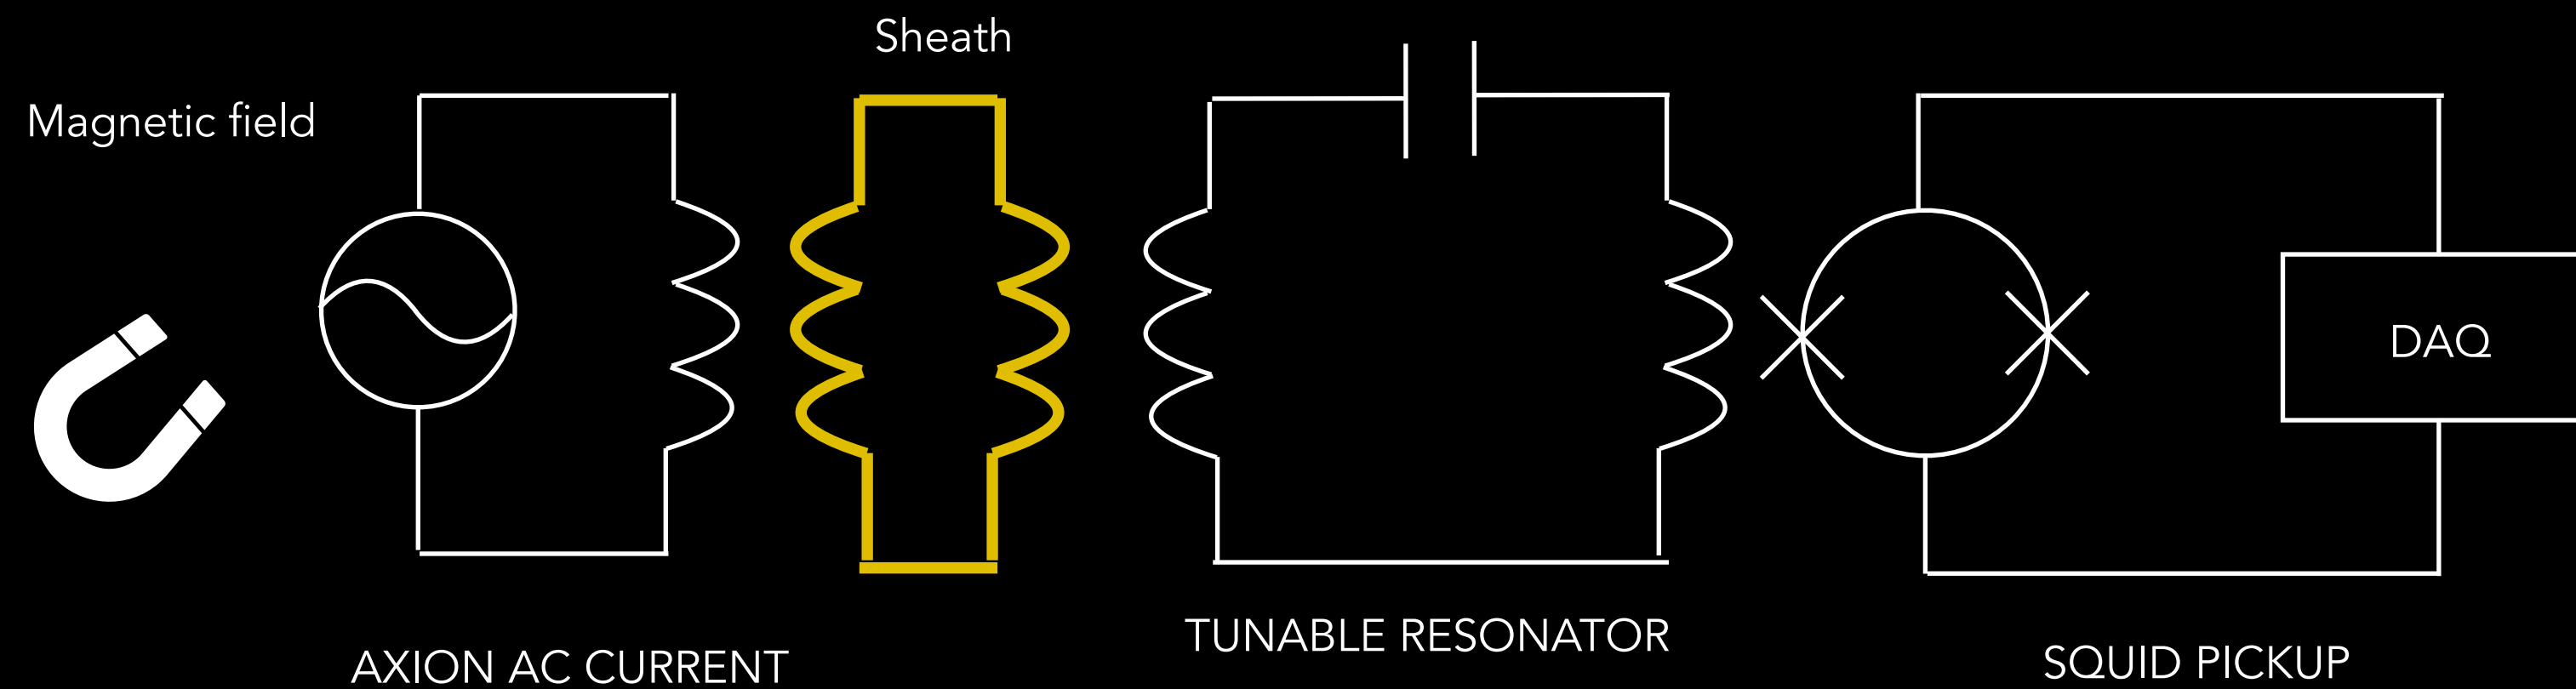 Sheath
Magnetic field
DAQ
TUNABLE RESONATOR
AXION AC CURRENT
SQUID PICKUP